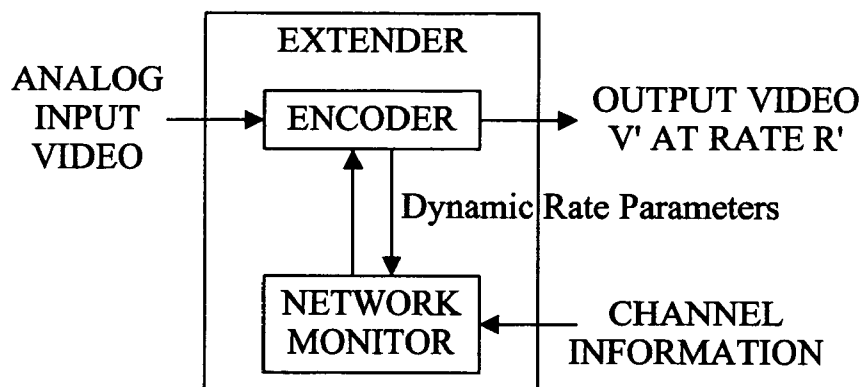 EXTENDER
ANALOG
INPUT
VIDEO
ENCODER
OUTPUT VIDEO
V' AT RATE R'
Dynamic Rate Parameters
NETWORK
MONITOR
CHANNEL
INFORMATION